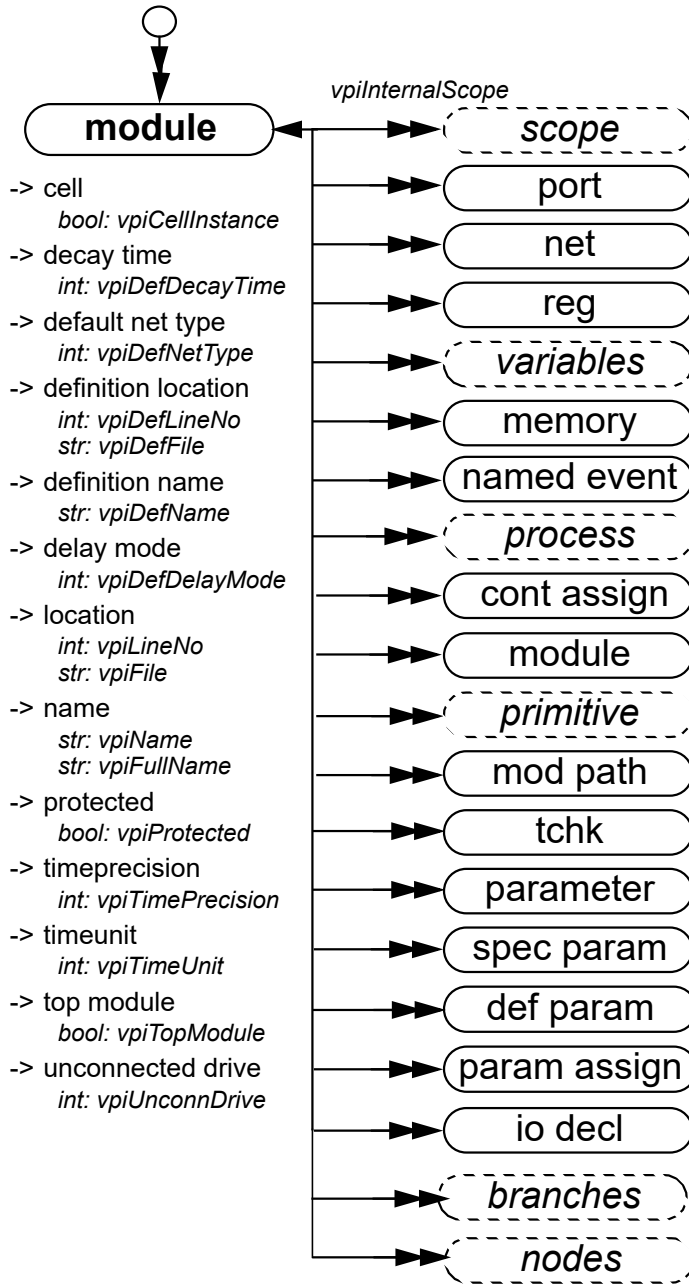 vpiInternalScope
module
-> cell
bool: vpiCellInstance
-> decay time
int: vpiDefDecayTime
-> default net type
int: vpiDefNetType
-> definition location
int: vpiDefLineNo
str: vpiDefFile
-> definition name
str: vpiDefName
-> delay mode
int: vpiDefDelayMode
-> location
int: vpiLineNo
str: vpiFile
-> name
str: vpiName
str: vpiFullName
-> protected
bool: vpiProtected
-> timeprecision
int: vpiTimePrecision
-> timeunit
int: vpiTimeUnit
-> top module
bool: vpiTopModule
-> unconnected drive
int: vpiUnconnDrive
scope
port
net
reg
variables
memory
named event
process
cont assign
module
primitive
mod path
tchk
parameter
spec param
def param
param assign
io decl
branches
nodes